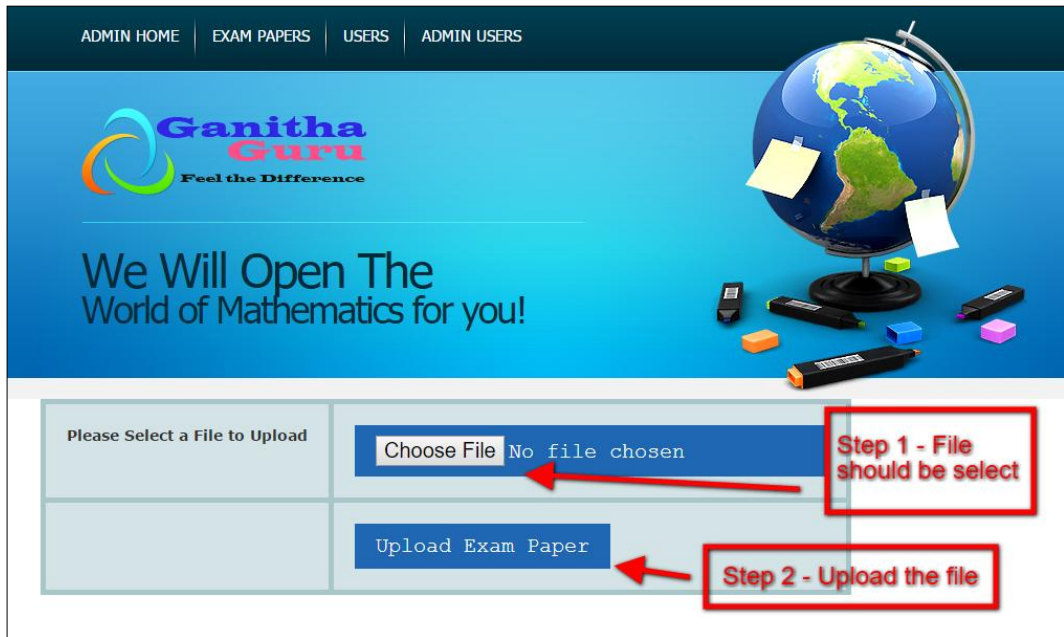 ADMIN HOME EXAM PAPERS USERS ADMIN USERS
Ganitha
Guru
Feel the Difference
We Will Open The
World of Mathematics for you!
Please Select a File to Upload
Choose File No file chosen
Step 1 - File
should be select
Upload Exam Paper
Step 2 - Upload the file